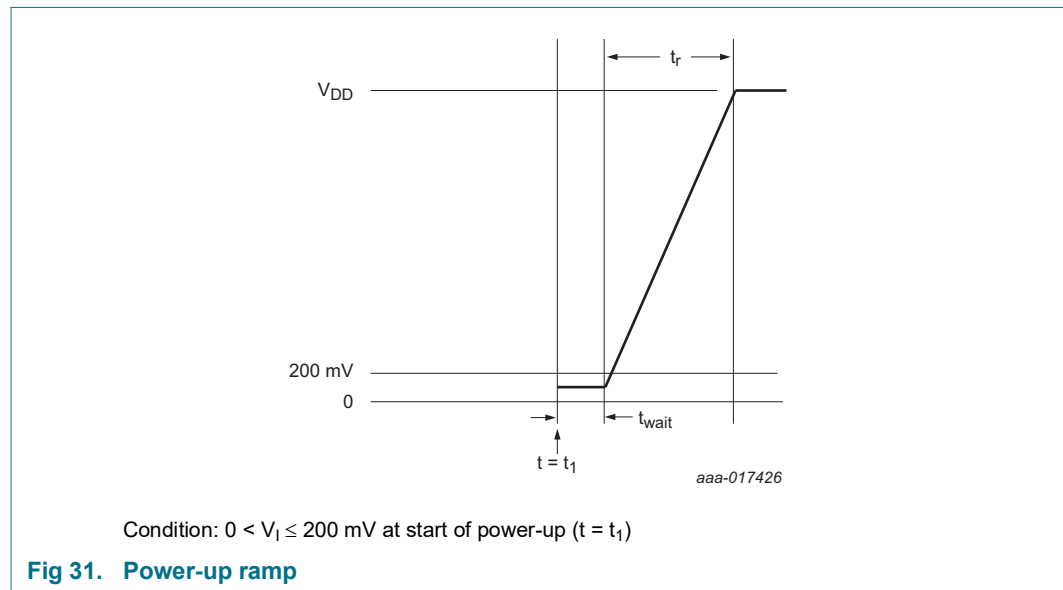 tr
VDD
200 mV
0
twait
t = t1
aaa-017426
Condition: 0 < VI ≤ 200 mV at start of power-up (t = t1)
Fig 31. Power-up ramp